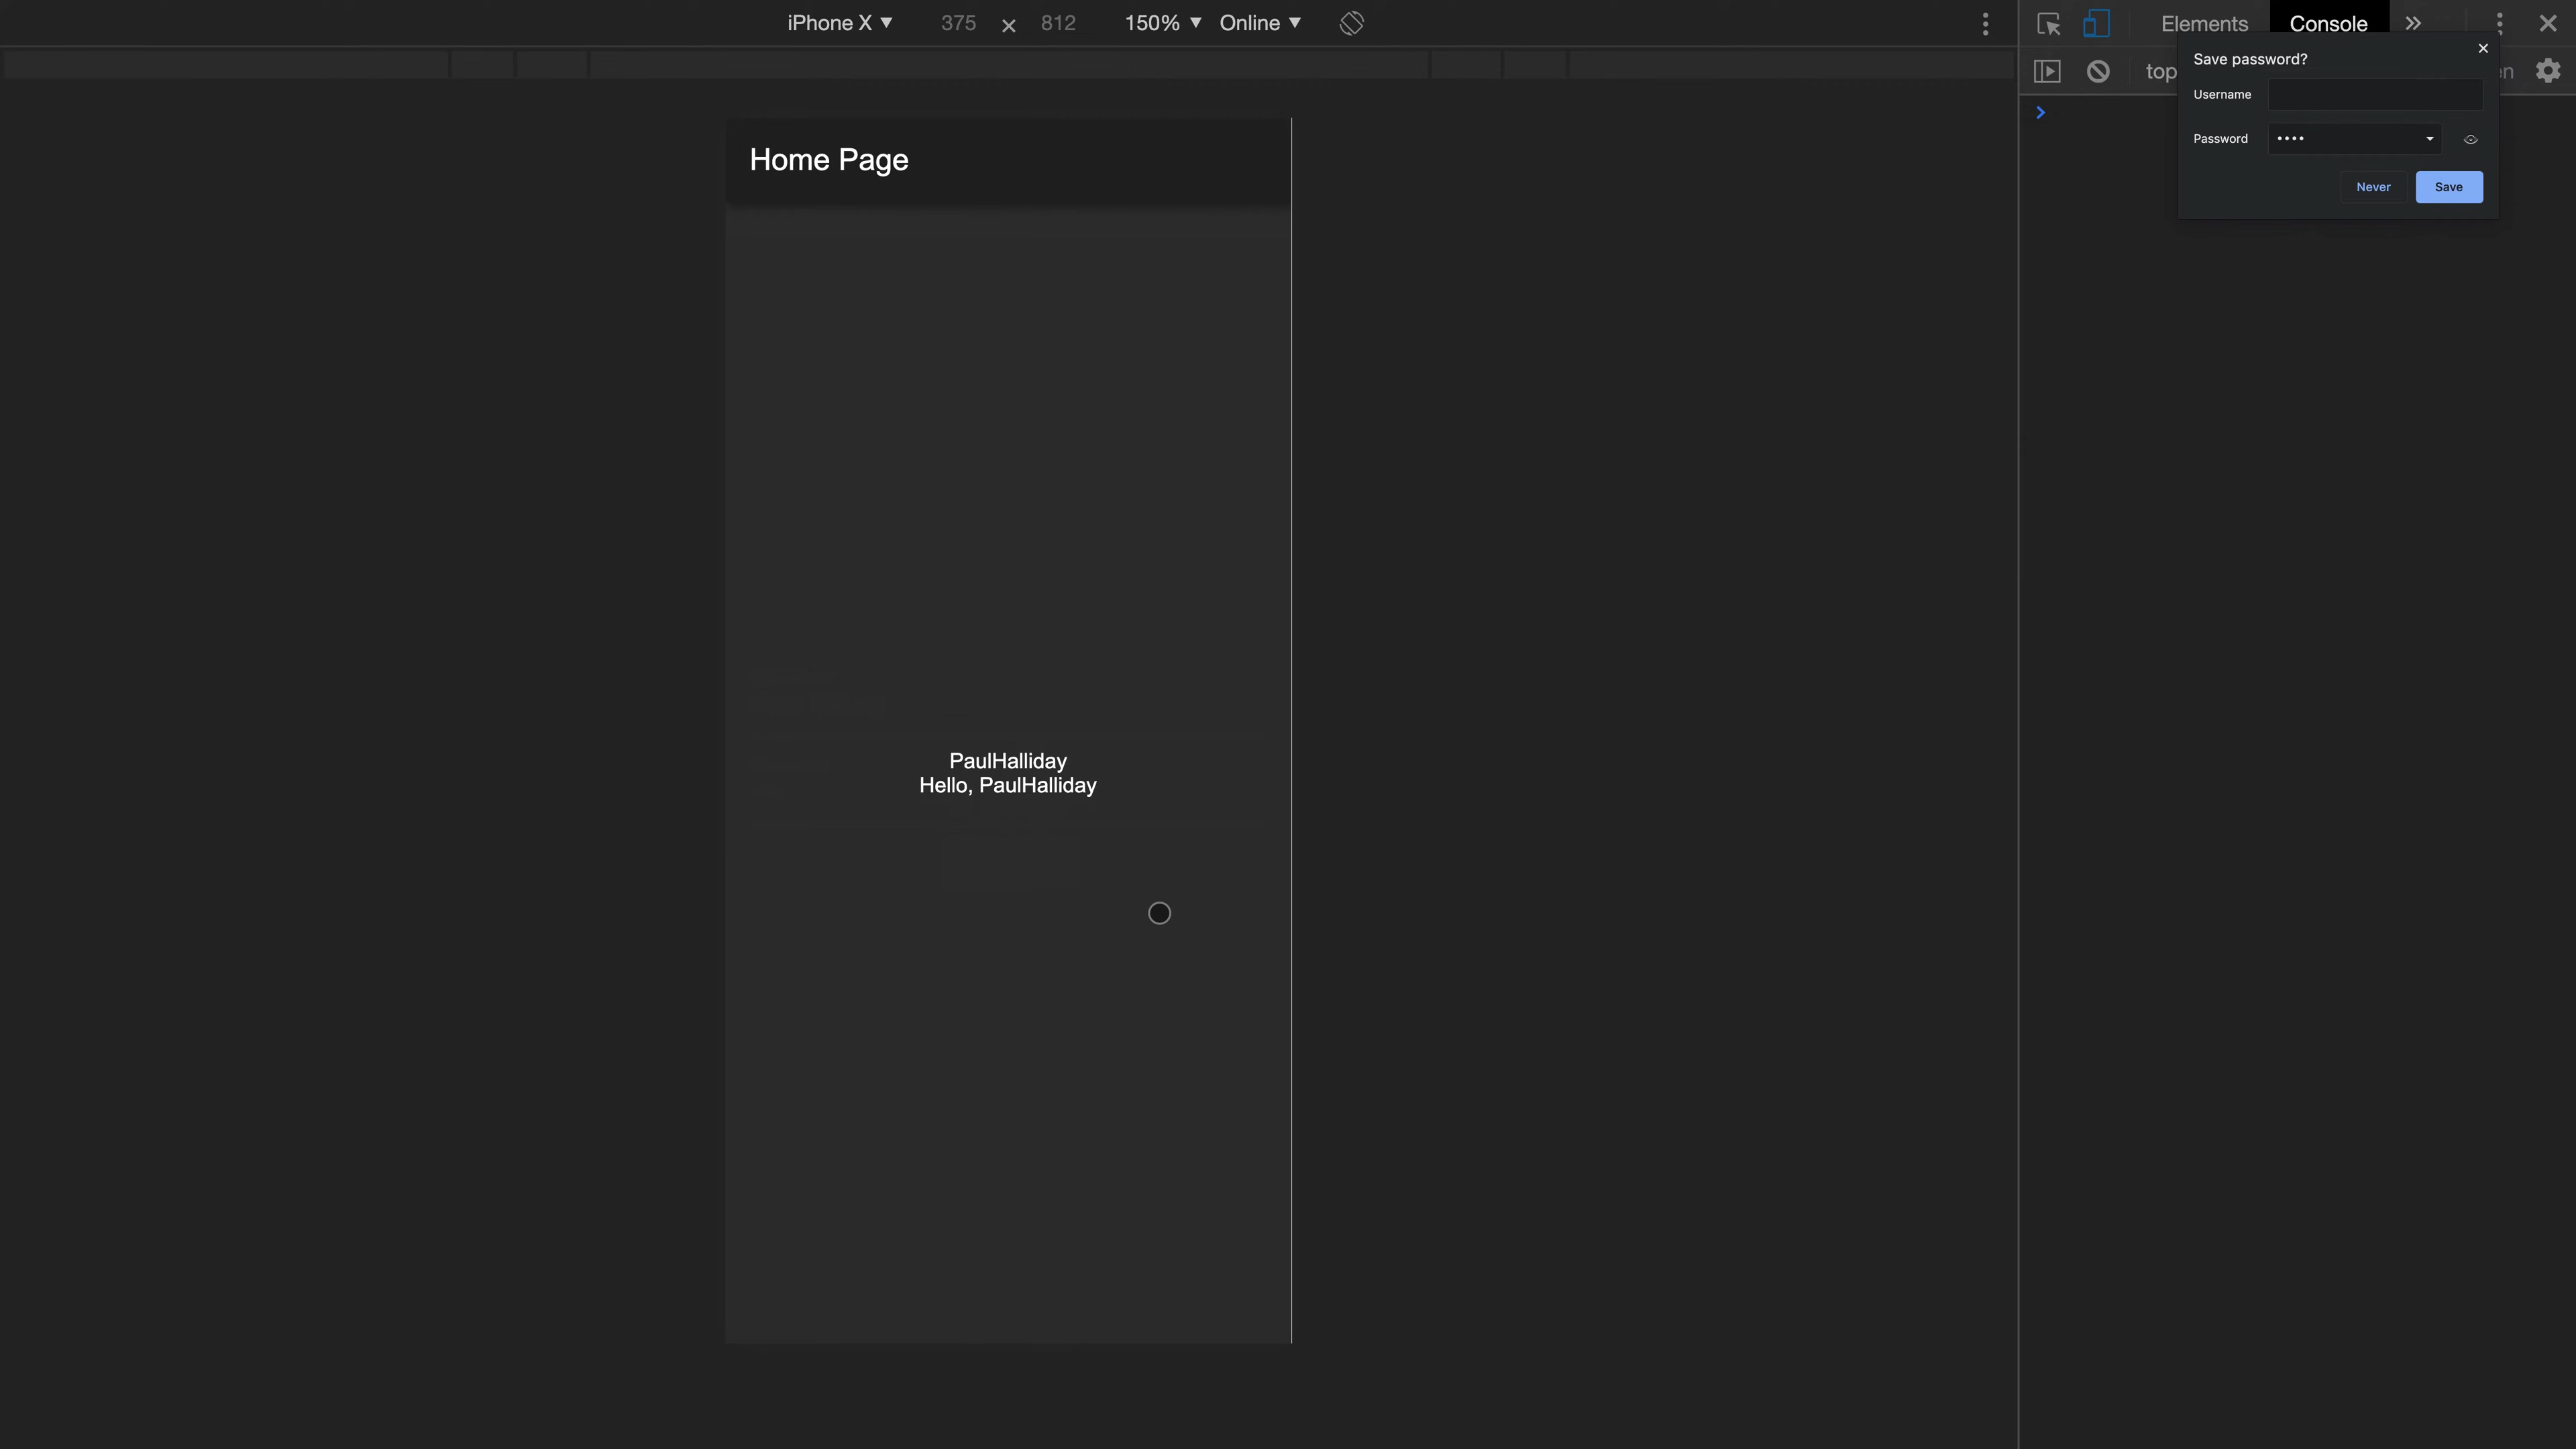 iPhone X ▼ 375 × 812 150% ▼ Online ▼
Elements Console »
top
Save password?
Username
Password ••••
Never Save
Home Page
PaulHalliday
Hello, PaulHalliday